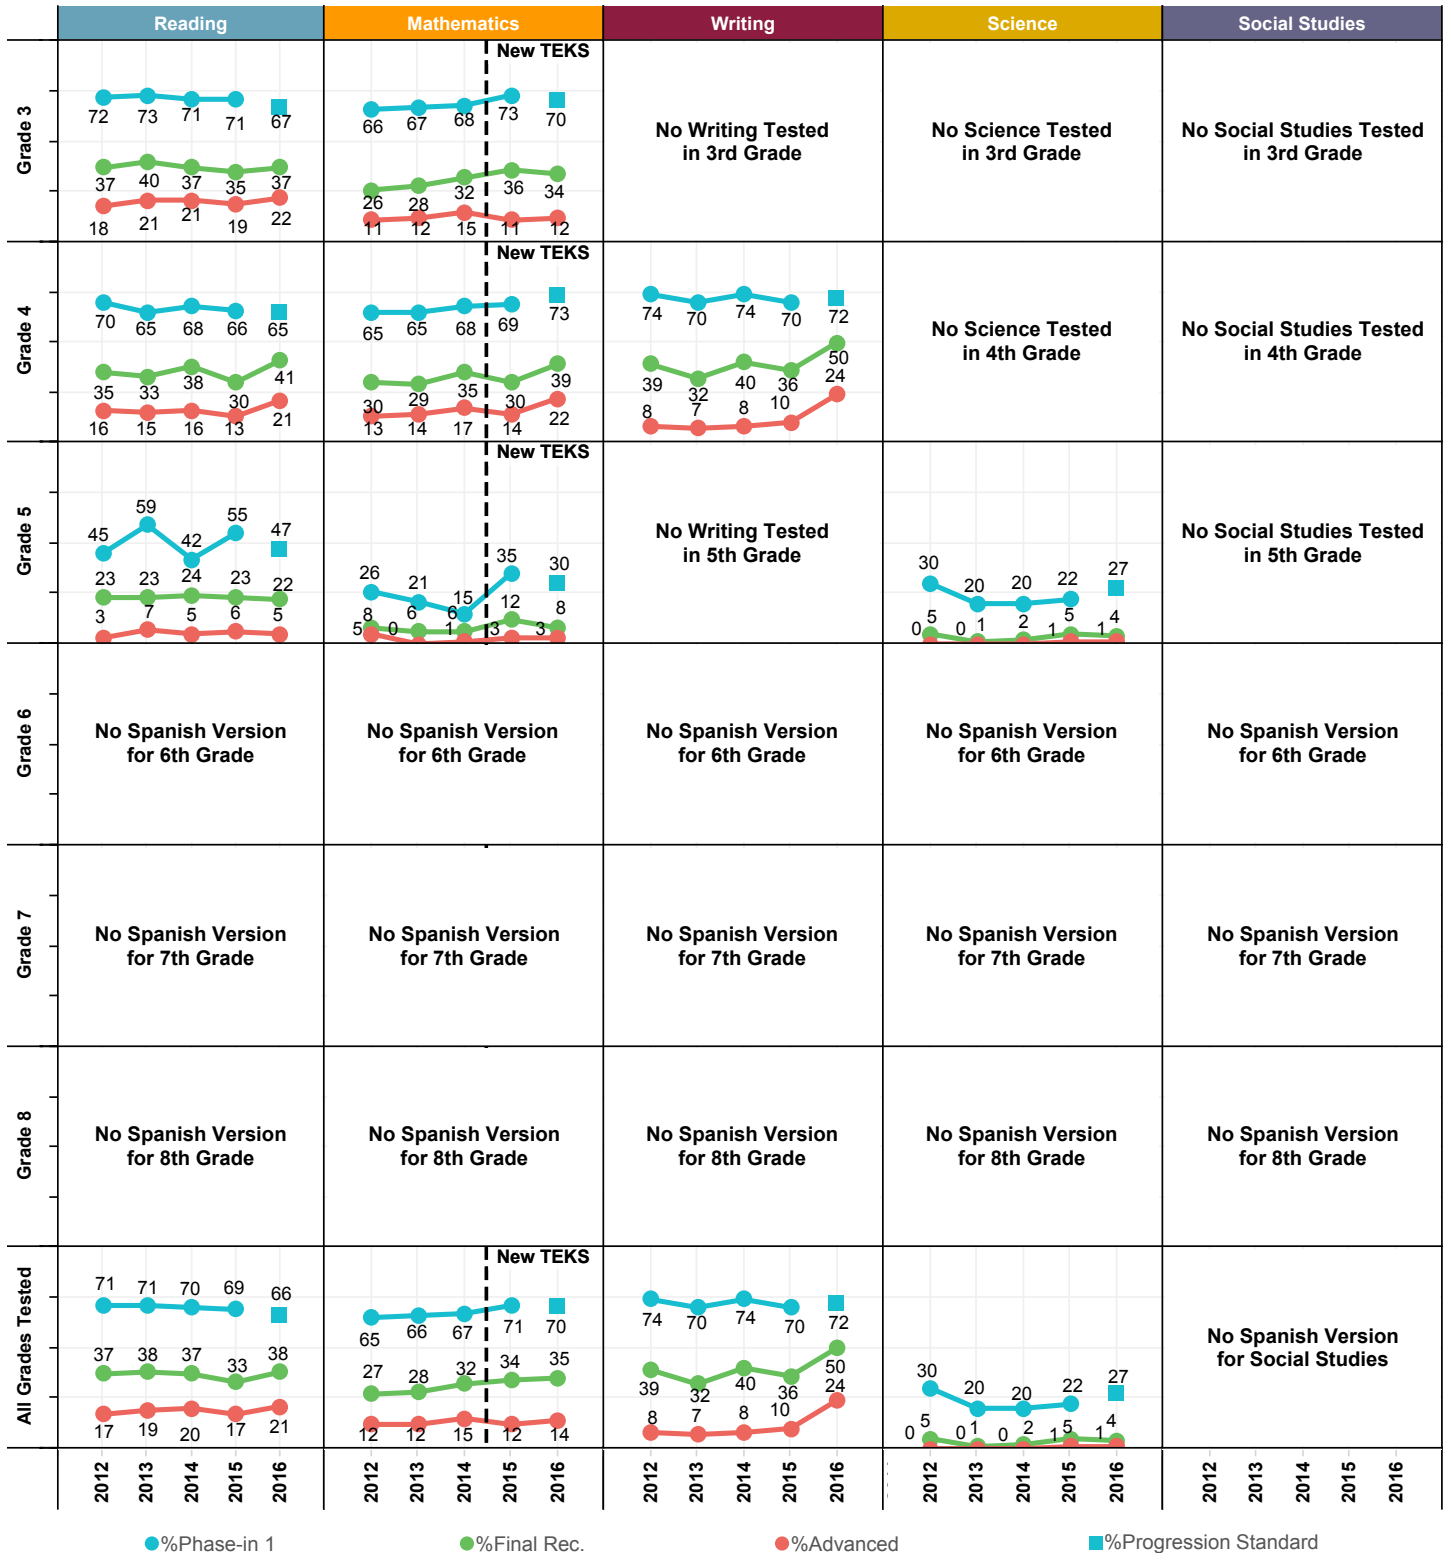 Reading
Mathematics
Writing
Science
Social Studies
Grade 3
72 73 71 71 67
37 40 37 35 37
18 21 21 19 22
New TEKS
66 67 68 73 70
26 28 32 36 34
11 12 15 11 12
No Writing Tested
in 3rd Grade
No Science Tested
in 3rd Grade
No Social Studies Tested
in 3rd Grade
Grade 4
70 65 68 66 65
35 33 38 30 41
16 15 16 13 21
New TEKS
65 65 68 69 73
30 29 35 30 39
13 14 17 14 22
74 70 74 70 72
39 32 40 36 50
8 7 8 10 24
No Science Tested
in 4th Grade
No Social Studies Tested
in 4th Grade
Grade 5
45 59 42 55 47
23 23 24 23 22
3 7 5 6 5
New TEKS
26 21 15 35 30
8 6 6 12 8
5 0 1 3 3
No Writing Tested
in 5th Grade
30 20 20 22 27
5 1 2 5 4
0 0 1 1
No Social Studies Tested
in 5th Grade
Grade 6
No Spanish Version
for 6th Grade
No Spanish Version
for 6th Grade
No Spanish Version
for 6th Grade
No Spanish Version
for 6th Grade
No Spanish Version
for 6th Grade
Grade 7
No Spanish Version
for 7th Grade
No Spanish Version
for 7th Grade
No Spanish Version
for 7th Grade
No Spanish Version
for 7th Grade
No Spanish Version
for 7th Grade
Grade 8
No Spanish Version
for 8th Grade
No Spanish Version
for 8th Grade
No Spanish Version
for 8th Grade
No Spanish Version
for 8th Grade
No Spanish Version
for 8th Grade
All Grades Tested
71 71 70 69 66
37 38 37 33 38
17 19 20 17 21
New TEKS
65 66 67 71 70
27 28 32 34 35
12 12 15 12 14
74 70 74 70 72
39 32 40 36 50
8 7 8 10 24
30 20 20 22 27
5 1 2 5 4
0 0 0 1 1
No Spanish Version
for Social Studies
2012 2013 2014 2015 2016
2012 2013 2014 2015 2016
2012 2013 2014 2015 2016
2012 2013 2014 2015 2016
2012 2013 2014 2015 2016
%Phase-in 1
%Final Rec.
%Advanced
%Progression Standard